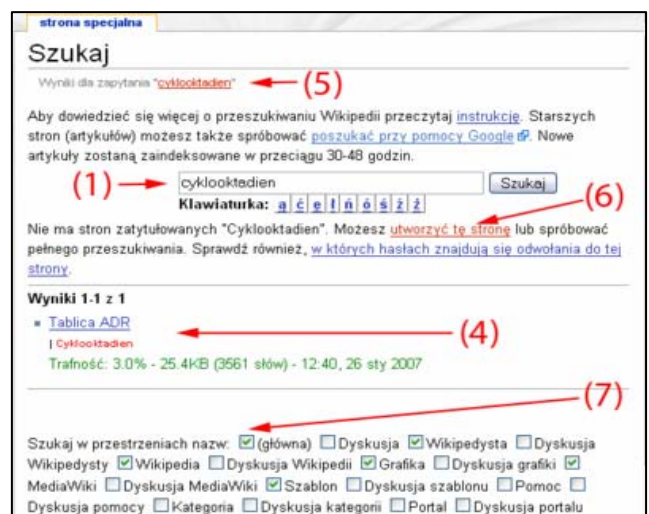 strona specjalna
Szukaj
Wyniki dla zapytania "cyklooktadien" (5)
Aby dowiedzieć się więcej o przeszukiwaniu Wikipedii przeczytaj instrukcję. Starszych
stron (artykułów) możesz także spróbować poszukać przy pomocy Google. Nowe
artykuły zostaną zaindeksowane w przeciągu 30-48 godzin.
(1) cyklooktadien Szukaj
Klawiaturka: ą ć ę ł ń ó ś ź ż
(6)
Nie ma stron zatytułowanych "Cyklooktadien". Możesz utworzyć tę stronę lub spróbować
pełnego przeszukiwania. Sprawdź również, w których hasłach znajdują się odwołania do tej
strony.
Wyniki 1-1 z 1
Tablica ADR
(4)
| Cyklooktadien
Trafność: 3.0% - 25.4KB (3561 słów) - 12:40, 26 sty 2007
(7)
Szukaj w przestrzeniach nazw: (główna) Dyskusja Wikipedysta Dyskusja
Wikipedysty Wikipedia Dyskusja Wikipedii Grafika Dyskusja grafiki
MediaWiki Dyskusja MediaWiki Szablon Dyskusja szablonu Pomoc
Dyskusja pomocy Kategoria Dyskusja kategorii Portal Dyskusja portalu